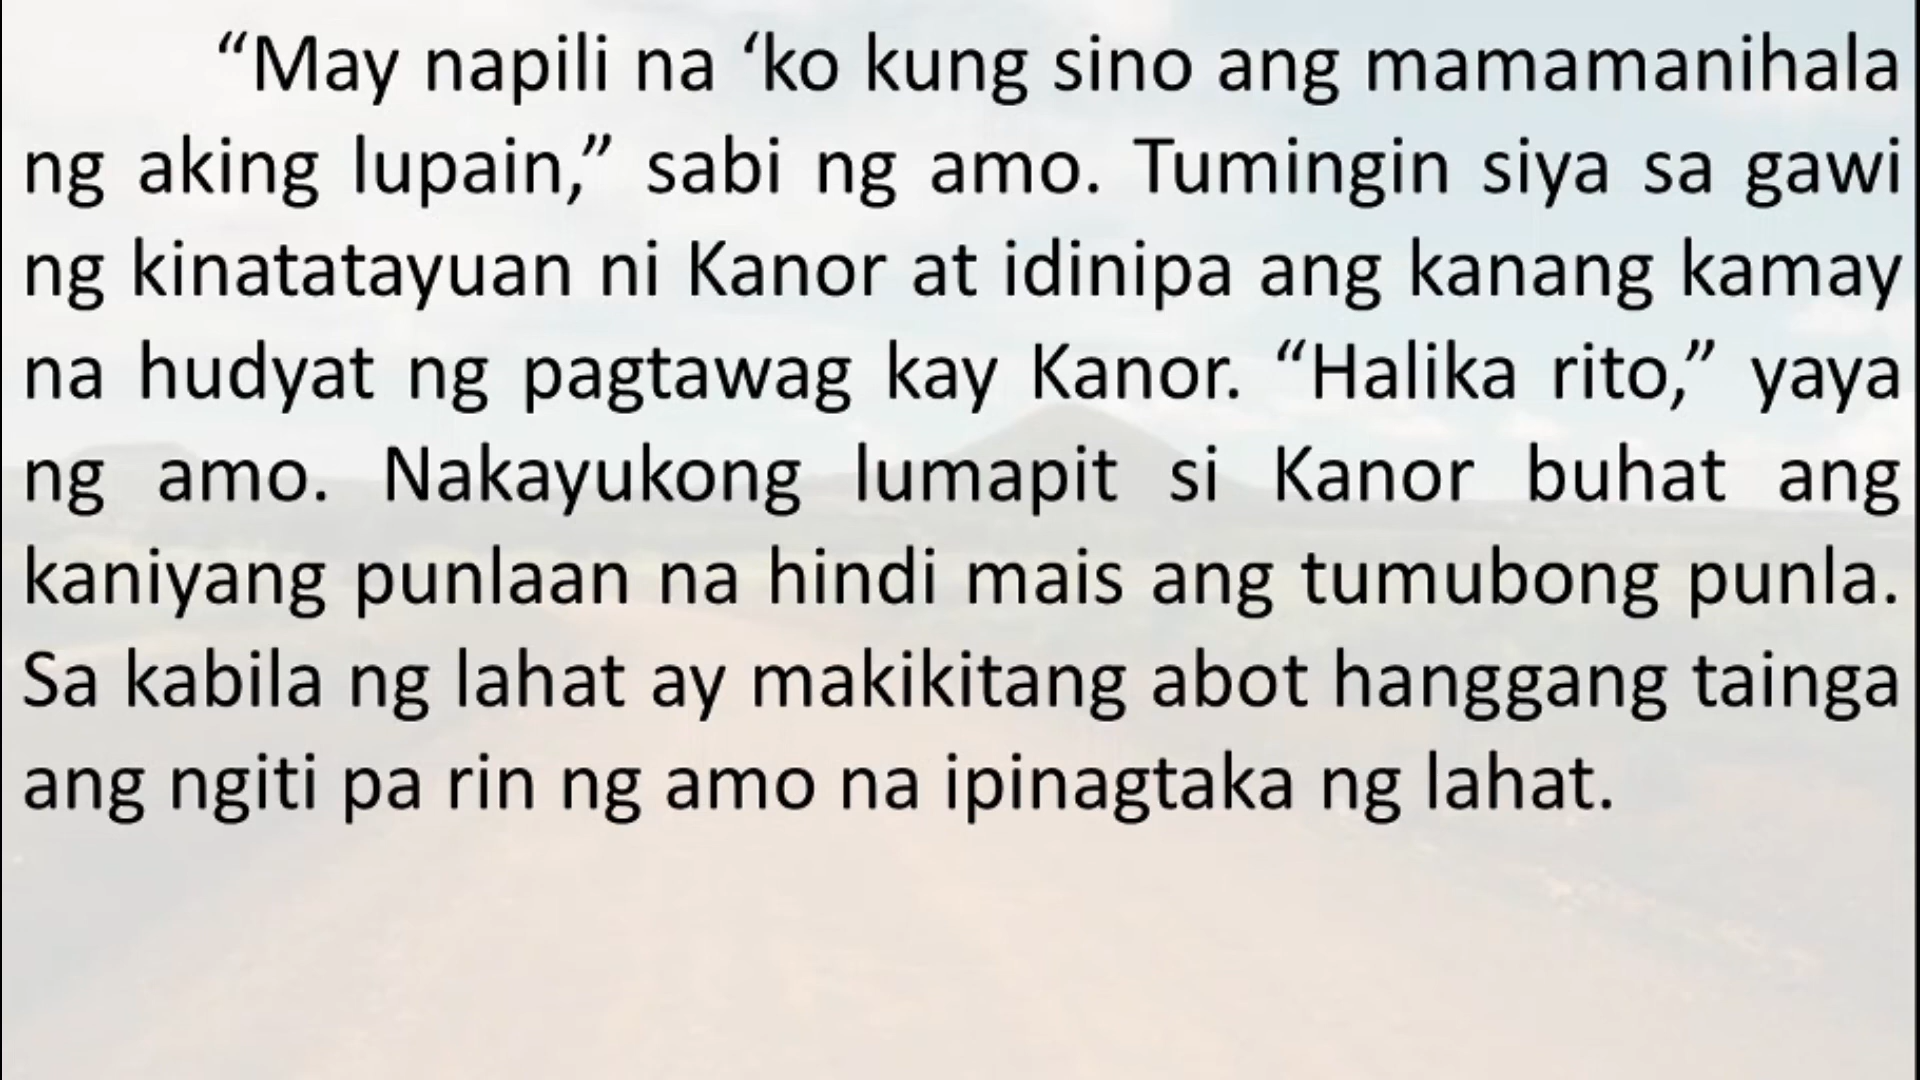 “May napili na ‘ko kung sino ang mamamanihala
ng aking lupain,” sabi ng amo. Tumingin siya sa gawi
ng kinatatayuan ni Kanor at idinipa ang kanang kamay
na hudyat ng pagtawag kay Kanor. “Halika rito,” yaya
ng amo. Nakayukong lumapit si Kanor buhat ang
kaniyang punlaan na hindi mais ang tumubong punla.
Sa kabila ng lahat ay makikitang abot hanggang tainga
ang ngiti pa rin ng amo na ipinagtaka ng lahat.